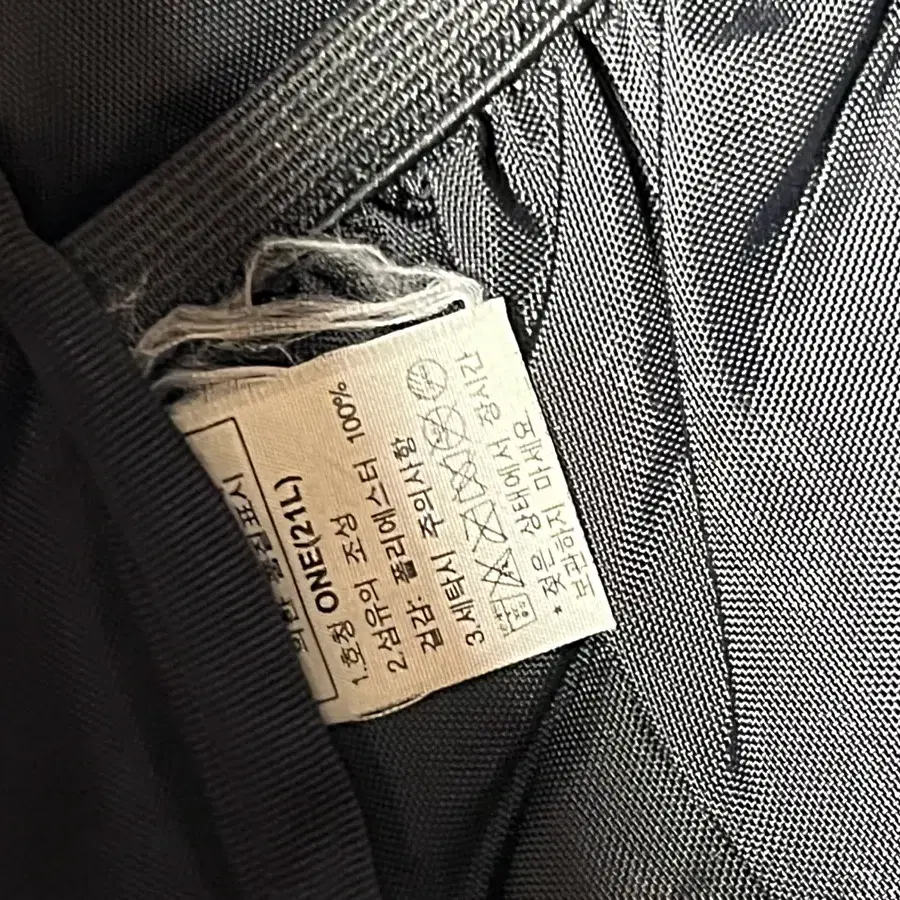 표시
1.호칭 ONE(21L)
2.섬유의 조성
겉감: 폴리에스터 100%
3.세탁시 주의사항
* 젖은 상태에서 장시간
보관하지 마세요